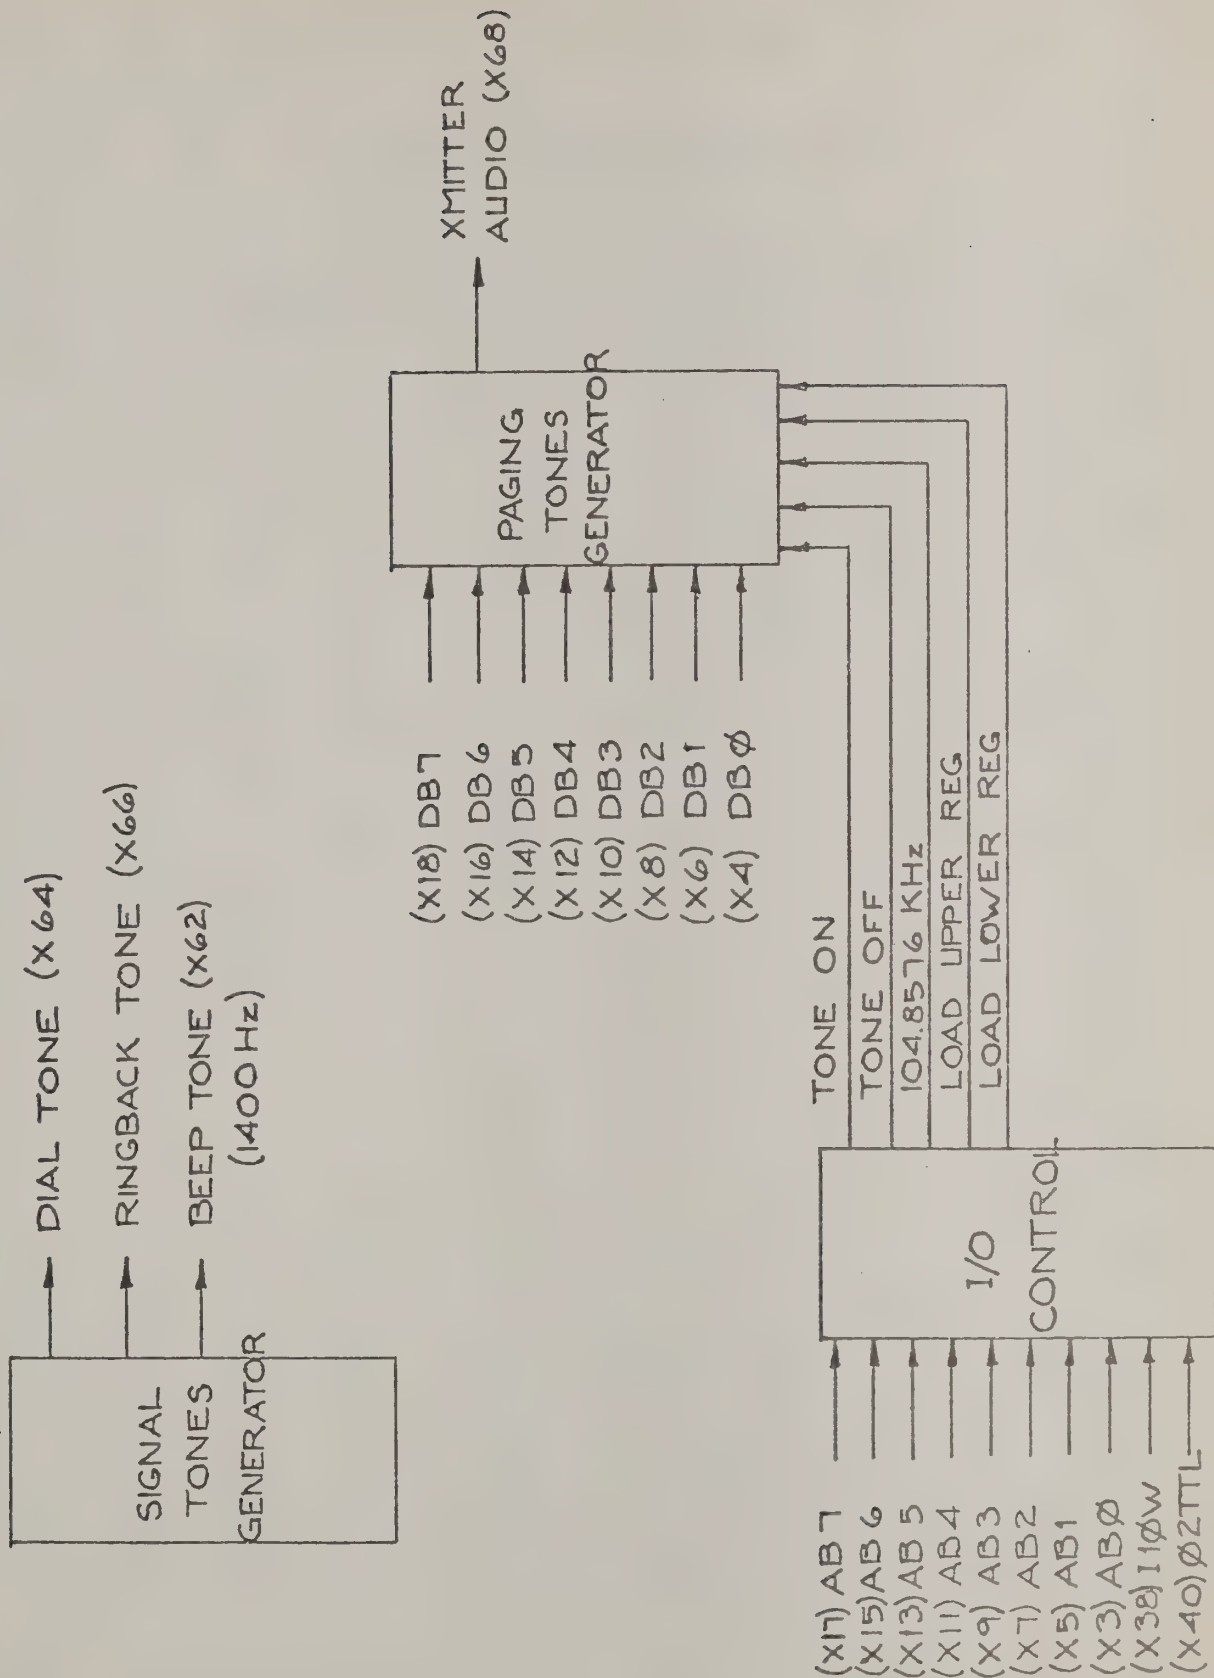 SIGNAL
TONES
GENERATOR
DIAL TONE (X64)
RINGBACK TONE (X66)
BEEP TONE (X62)
(1400 Hz)
(X18) DB7
(X16) DB6
(X14) DB5
(X12) DB4
(X10) DB3
(X8) DB2
(X6) DB1
(X4) DBØ
PAGING
TONES
GENERATOR
XMITTER
AUDIO (X68)
(X17) AB7
(X15) AB6
(X13) AB5
(X11) AB4
(X9) AB3
(X7) AB2
(X5) AB1
(X3) ABØ
(X38) I1ØW
(X40) Ø2TTL
I/O
CONTROL
TONE ON
TONE OFF
104.8576 KHz
LOAD UPPER REG
LOAD LOWER REG